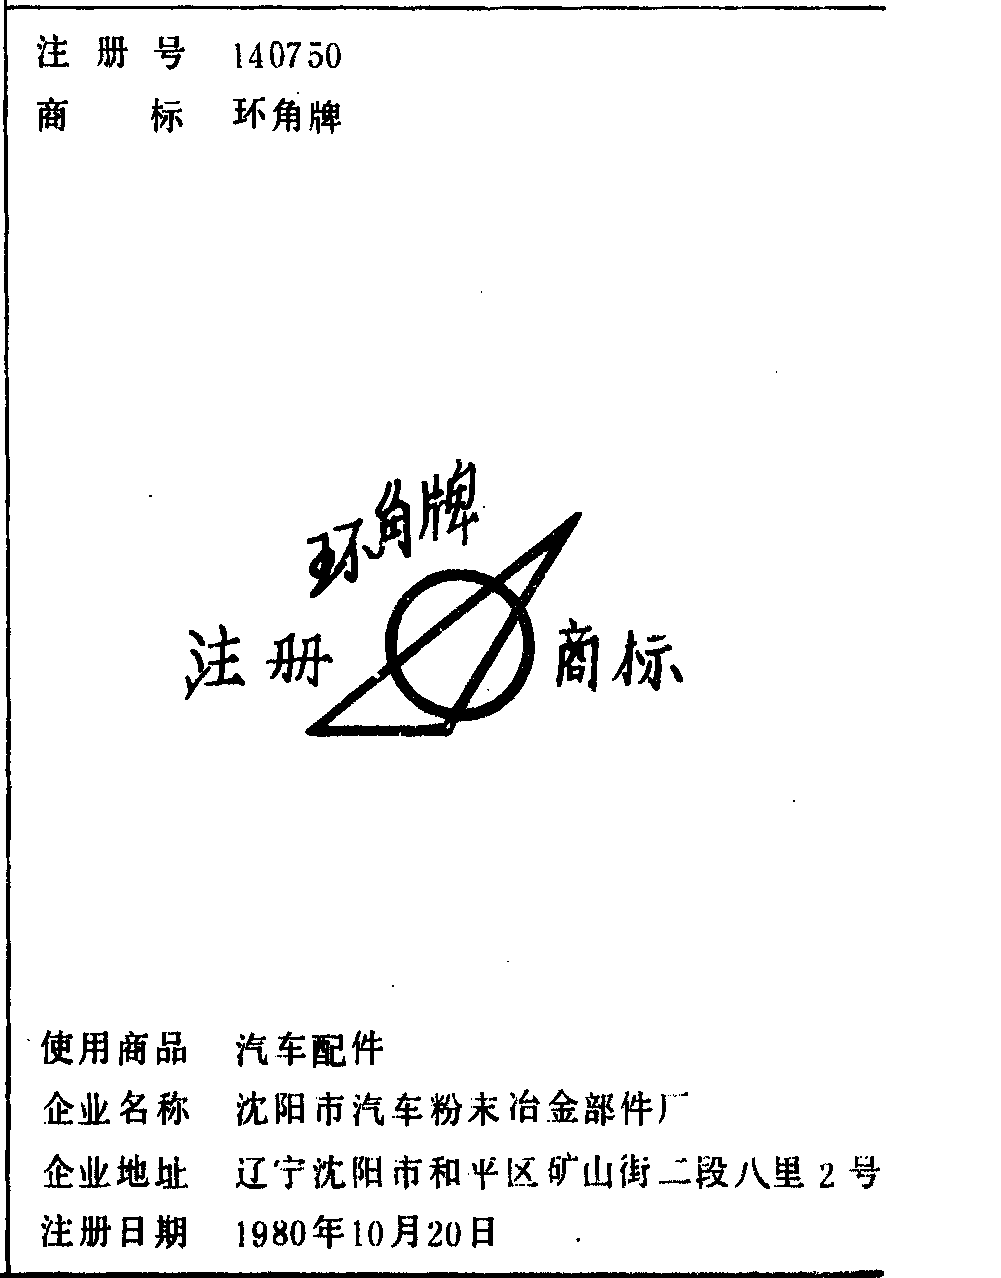 注册号 140750
商标 环角牌
环角牌
注册 商标
使用商品 汽车配件
企业名称 沈阳市汽车粉末冶金部件厂
企业地址 辽宁沈阳市和平区矿山街二段八里2号
注册日期 1980年10月20日